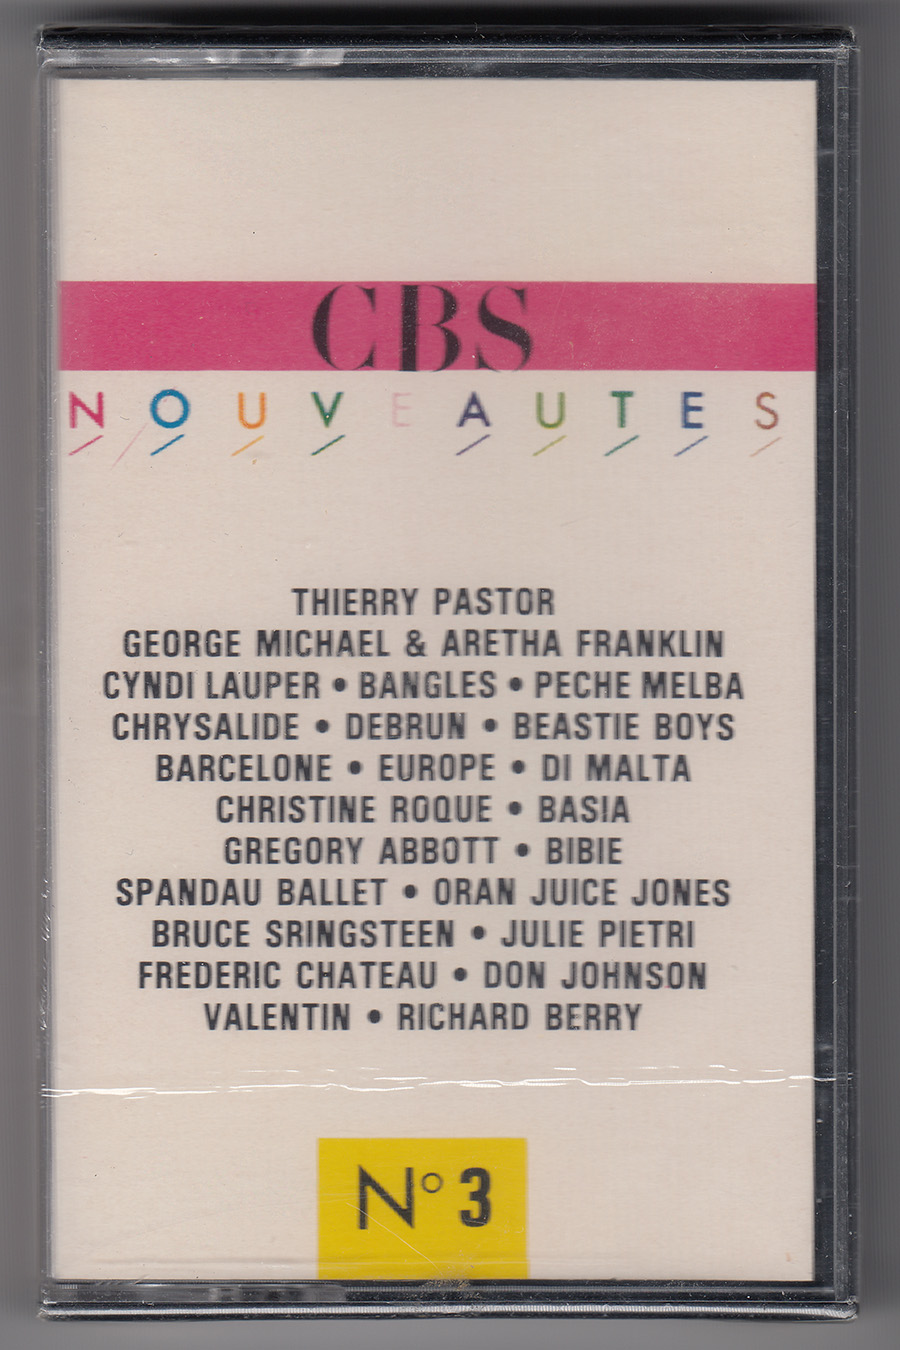 CBS
NOUVEAUTES
THIERRY PASTOR
GEORGE MICHAEL & ARETHA FRANKLIN
CYNDI LAUPER • BANGLES • PECHE MELBA
CHRYSALIDE • DEBRUN • BEASTIE BOYS
BARCELONE • EUROPE • DI MALTA
CHRISTINE ROQUE • BASIA
GREGORY ABBOTT • BIBIE
SPANDAU BALLET • ORAN JUICE JONES
BRUCE SRINGSTEEN • JULIE PIETRI
FREDERIC CHATEAU • DON JOHNSON
VALENTIN • RICHARD BERRY
N° 3